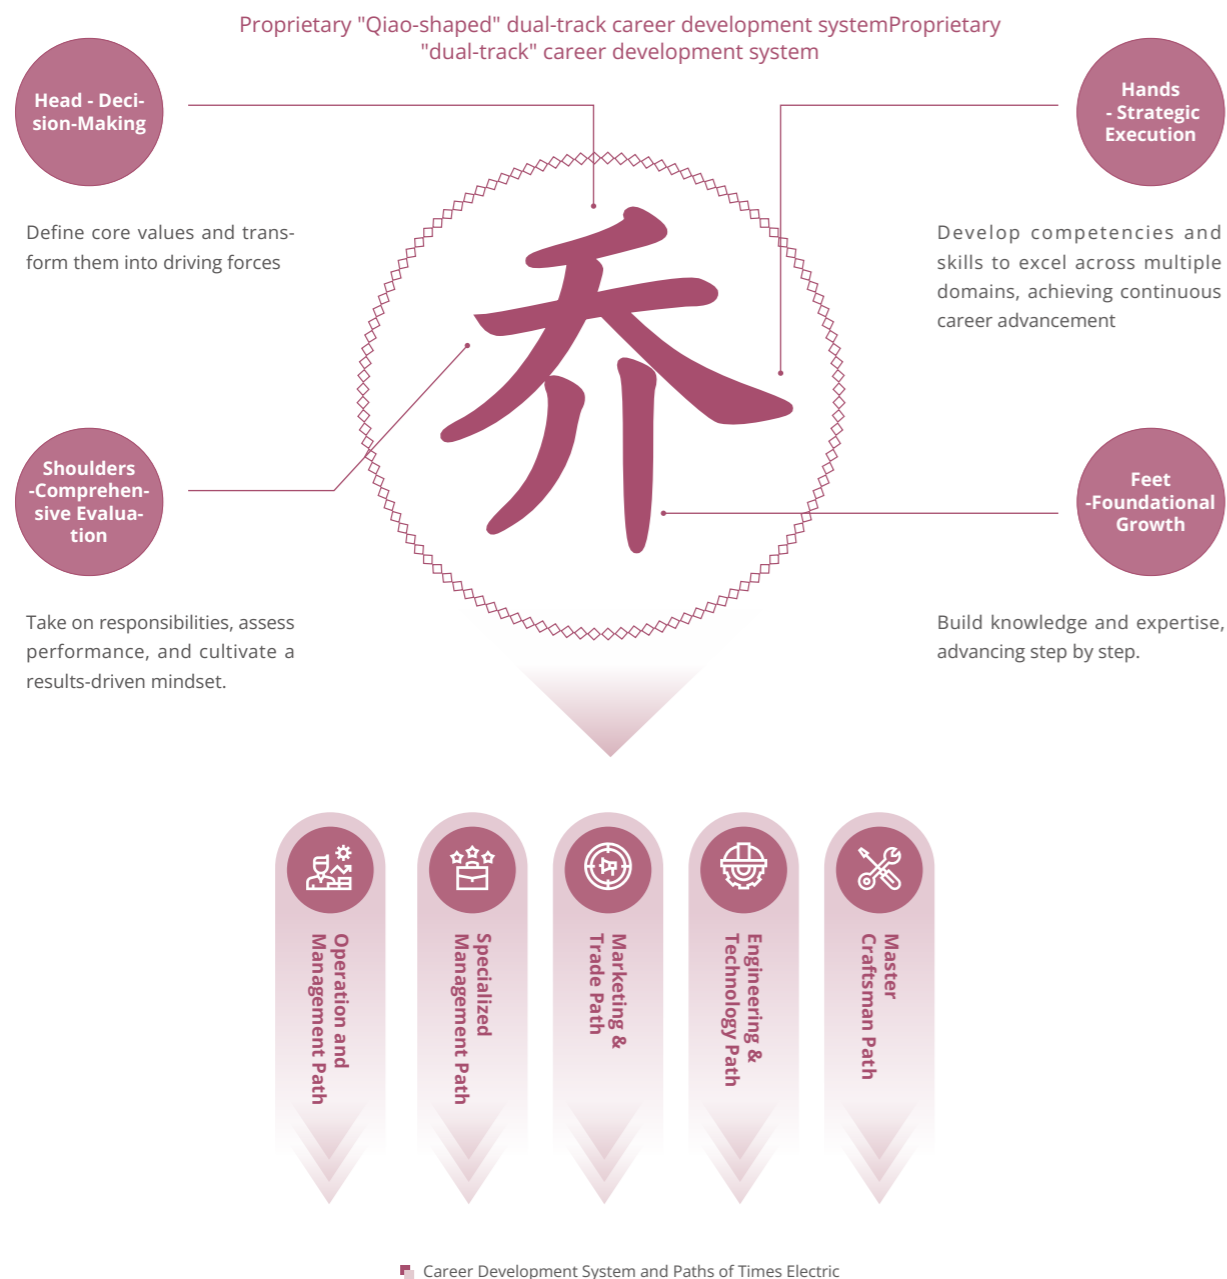 Proprietary "Qiao-shaped" dual-track career development systemProprietary
"dual-track" career development system
Head - Deci-
sion-Making
Define core values and trans-
form them into driving forces
Hands
- Strategic
Execution
Develop competencies and
skills to excel across multiple
domains, achieving continuous
career advancement
乔
Shoulders
-Comprehen-
sive Evalua-
tion
Take on responsibilities, assess
performance, and cultivate a
results-driven mindset.
Feet
-Foundational
Growth
Build knowledge and expertise,
advancing step by step.
Operation and
Management Path
Specialized
Management Path
Marketing &
Trade Path
Engineering &
Technology Path
Master
Craftsman Path
Career Development System and Paths of Times Electric